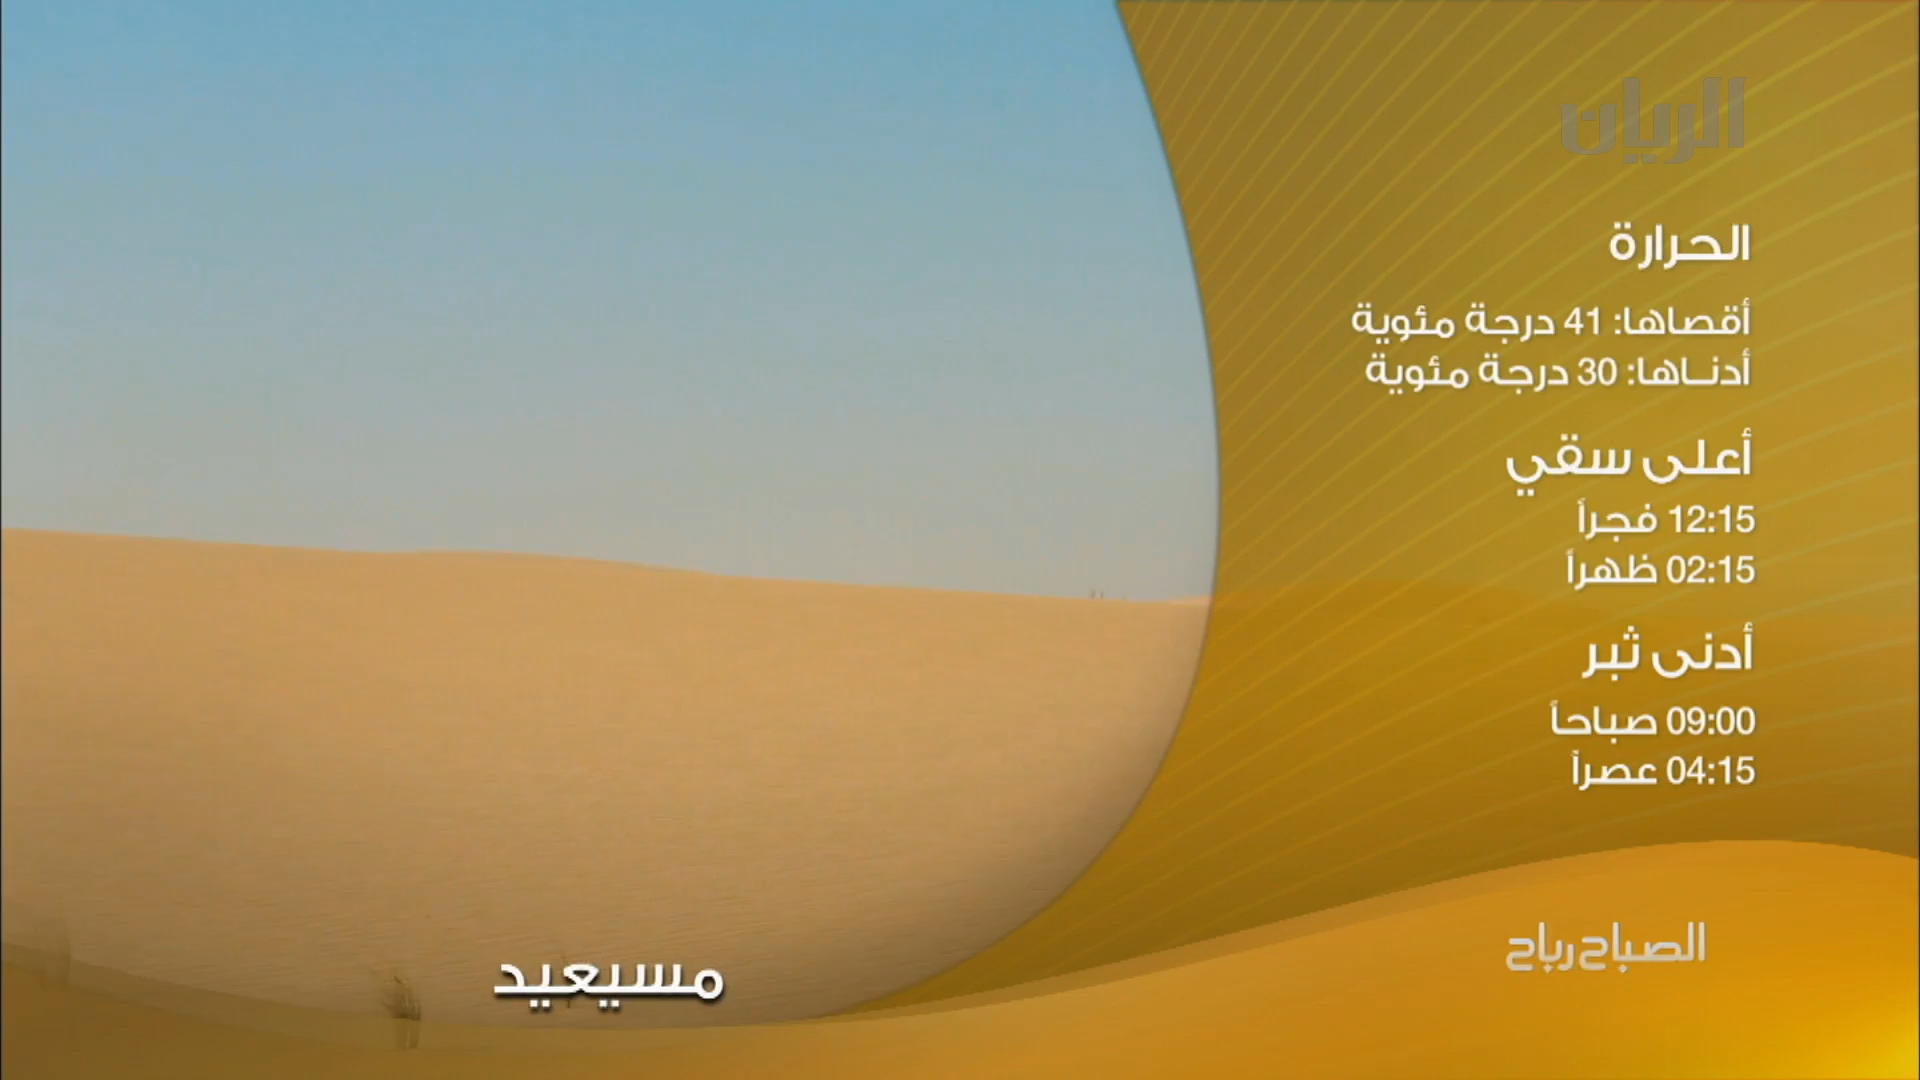 الريان
الحرارة
أقصاها: 41 درجة مئوية
أدنـاها: 30 درجة مئوية
أعلى سقي
12:15 فجراً
02:15 ظهراً
أدنى ثبر
09:00 صباحاً
04:15 عصراً
الصباح رباح
مسيعيد